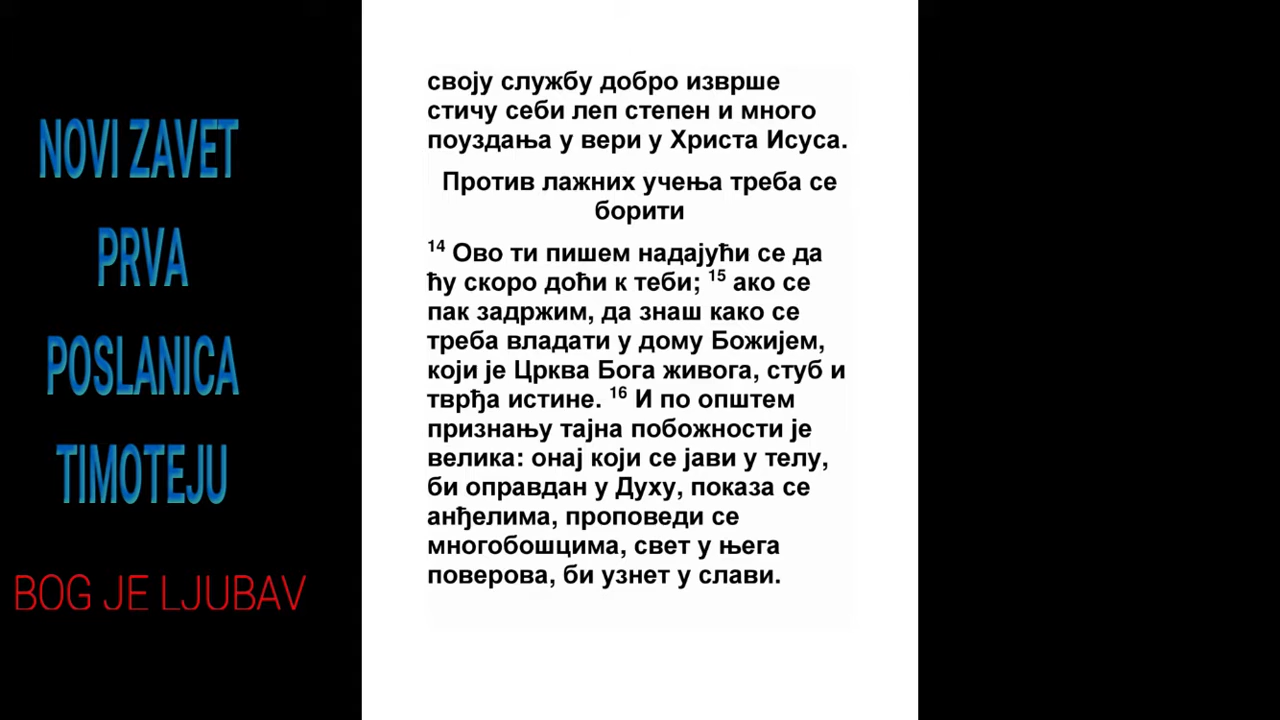 NOVI ZAVET
PRVA
POSLANICA
TIMOTEJU
BOG JE LJUBAV
своју службу добро изврше
стичу себи леп степен и много
поуздања у вери у Христа Исуса.
Против лажних учења треба се
борити
14 Ово ти пишем надајући се да
ћу скоро доћи к теби; 15 ако се
пак задржим, да знаш како се
треба владати у дому Божијем,
који је Црква Бога живога, стуб и
тврђа истине. 16 И по општем
признању тајна побожности је
велика: онај који се јави у телу,
би оправдан у Духу, показа се
анђелима, проповеди се
многобошцима, свет у њега
поверова, би узнет у слави.